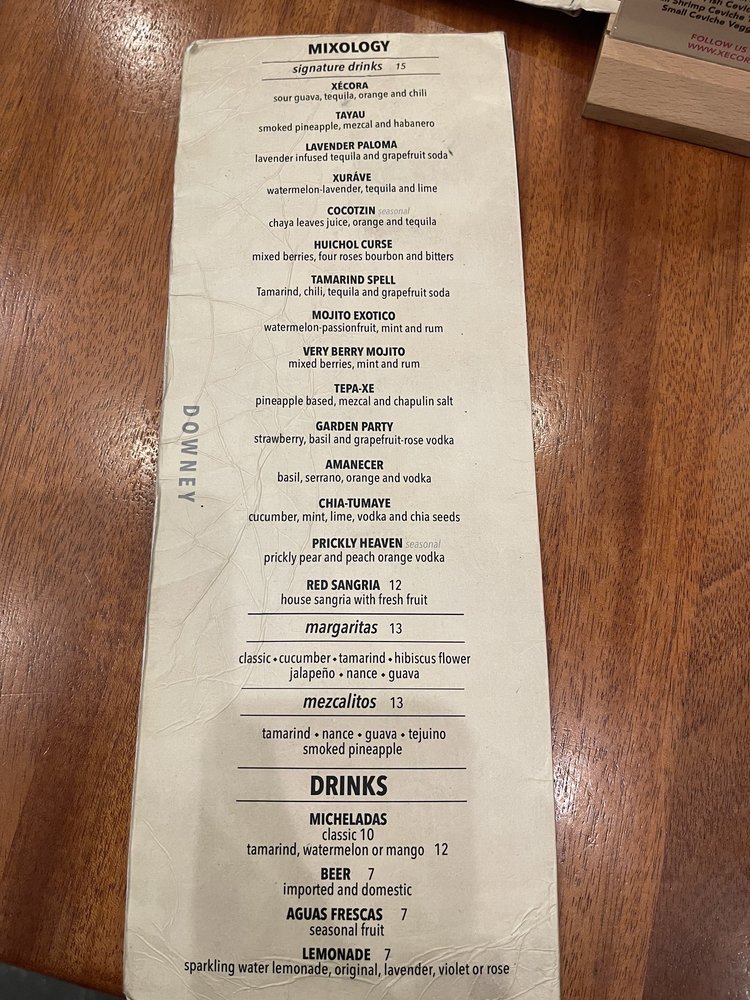 MIXOLOGY
signature drinks 15
XÉCORA
sour guava, tequila, orange and chili
TAYAU
smoked pineapple, mezcal and habanero
LAVENDER PALOMA
lavender infused tequila and grapefruit soda
XURÁVE
watermelon-lavender, tequila and lime
COCOTZIN seasonal
chaya leaves juice, orange and tequila
HUICHOL CURSE
mixed berries, four roses bourbon and bitters
TAMARIND SPELL
Tamarind, chili, tequila and grapefruit soda
MOJITO EXOTICO
watermelon-passionfruit, mint and rum
VERY BERRY MOJITO
mixed berries, mint and rum
TEPA-XE
pineapple based, mezcal and chapulin salt
GARDEN PARTY
strawberry, basil and grapefruit-rose vodka
AMANECER
basil, serrano, orange and vodka
CHIA-TUMAYE
cucumber, mint, lime, vodka and chia seeds
PRICKLY HEAVEN seasonal
prickly pear and peach orange vodka
RED SANGRIA 12
house sangria with fresh fruit
margaritas 13
classic • cucumber • tamarind • hibiscus flower
jalapeño • nance • guava
mezcalitos 13
tamarind • nance • guava • tejuino
smoked pineapple
DRINKS
MICHELADAS
classic 10
tamarind, watermelon or mango 12
BEER 7
imported and domestic
AGUAS FRESCAS 7
seasonal fruit
LEMONADE 7
sparkling water lemonade, original, lavender, violet or rose
DOWNEY
Shrimp Ceviche
Small Ceviche Vegg
FOLLOW US
WWW.XECOR